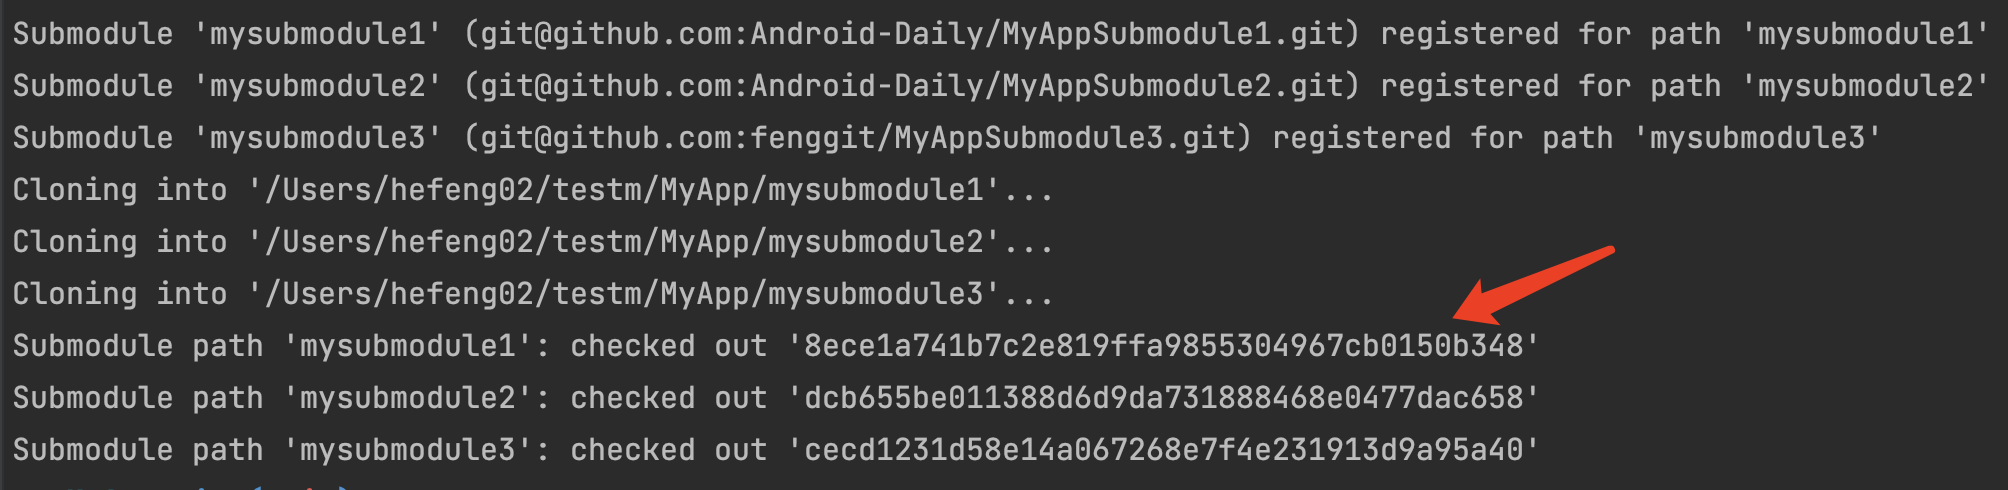 Submodule 'mysubmodule1' (git@github.com:Android-Daily/MyAppSubmodule1.git) registered for path 'mysubmodule1'
Submodule 'mysubmodule2' (git@github.com:Android-Daily/MyAppSubmodule2.git) registered for path 'mysubmodule2'
Submodule 'mysubmodule3' (git@github.com:fenggit/MyAppSubmodule3.git) registered for path 'mysubmodule3'
Cloning into '/Users/hefeng02/testm/MyApp/mysubmodule1'...
Cloning into '/Users/hefeng02/testm/MyApp/mysubmodule2'...
Cloning into '/Users/hefeng02/testm/MyApp/mysubmodule3'...
Submodule path 'mysubmodule1': checked out '8ece1a741b7c2e819ffa9855304967cb0150b348'
Submodule path 'mysubmodule2': checked out 'dcb655be011388d6d9da731888468e0477dac658'
Submodule path 'mysubmodule3': checked out 'cecd1231d58e14a067268e7f4e231913d9a95a40'